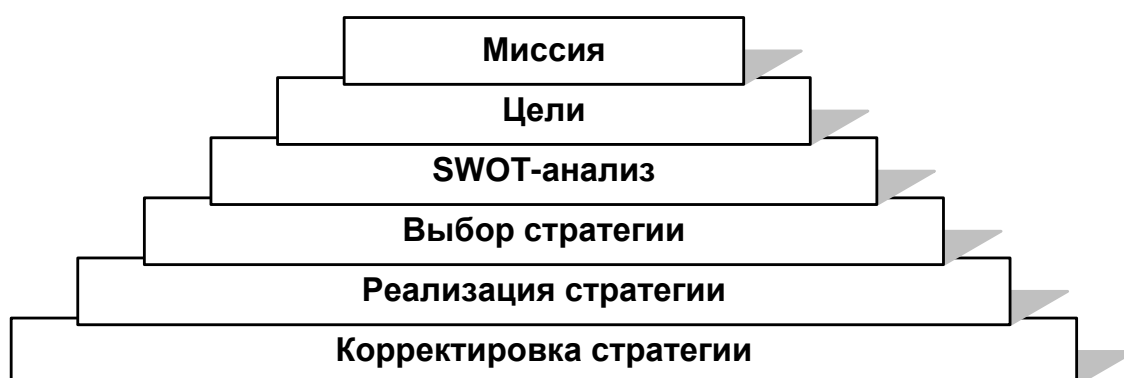 Миссия
Цели
SWOT-анализ
Выбор стратегии
Реализация стратегии
Корректировка стратегии